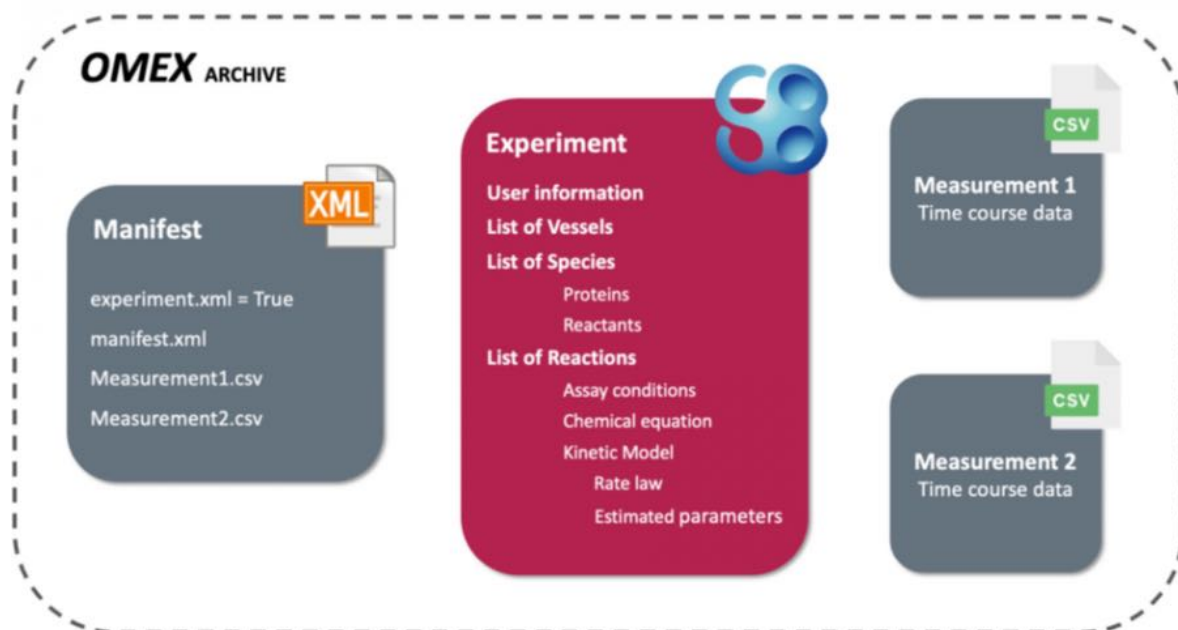 OMEX ARCHIVE
XML
Manifest
experiment.xml = True
manifest.xml
Measurement1.csv
Measurement2.csv
Experiment
User information
List of Vessels
List of Species
Proteins
Reactants
List of Reactions
Assay conditions
Chemical equation
Kinetic Model
Rate law
Estimated parameters
CSV
Measurement 1
Time course data
CSV
Measurement 2
Time course data